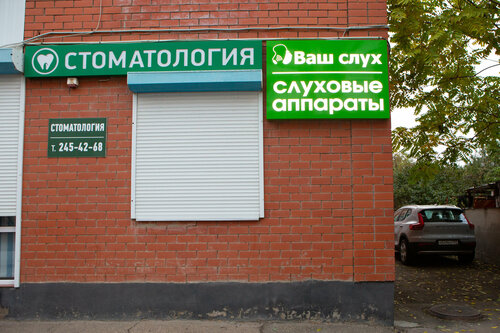 СТОМАТОЛОГИЯ
Ваш слух
слуховые
аппараты
СТОМАТОЛОГИЯ
т. 245-42-68